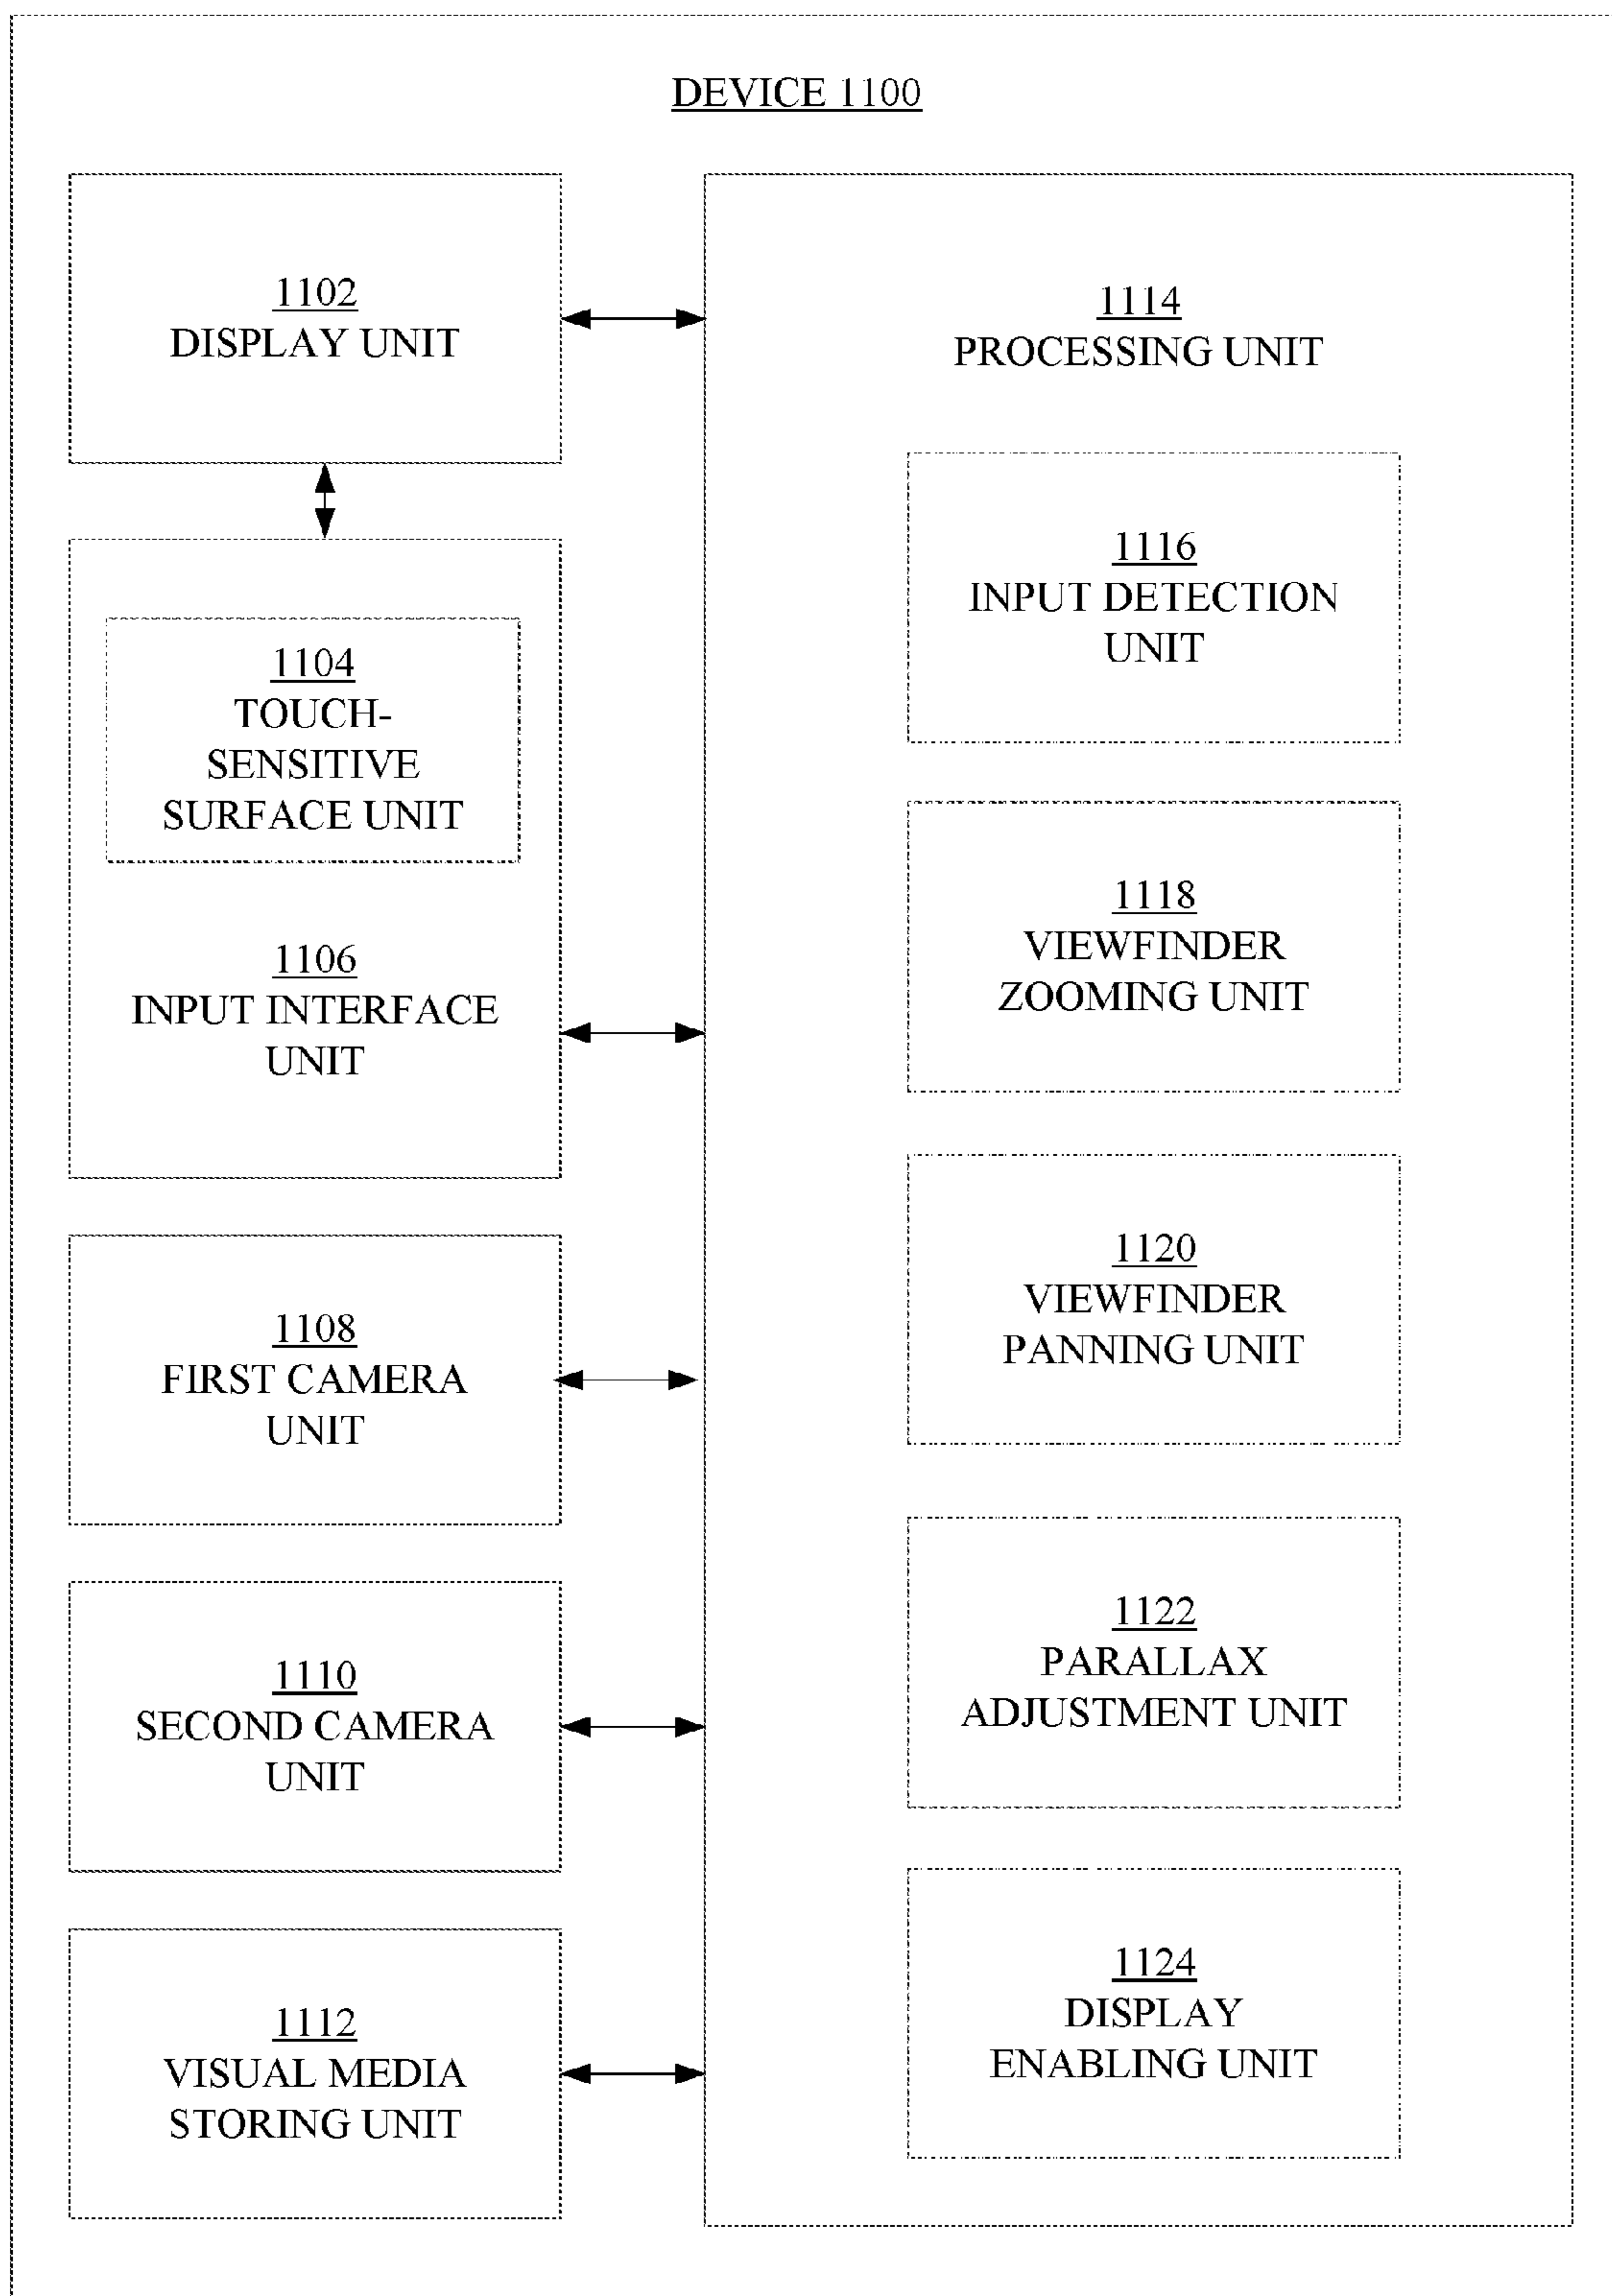 DEVICE 1100
1102
DISPLAY UNIT
1104
TOUCH-
SENSITIVE
SURFACE UNIT
1106
INPUT INTERFACE
UNIT
1108
FIRST CAMERA
UNIT
1110
SECOND CAMERA
UNIT
1112
VISUAL MEDIA
STORING UNIT
1114
PROCESSING UNIT
1116
INPUT DETECTION
UNIT
1118
VIEWFINDER
ZOOMING UNIT
1120
VIEWFINDER
PANNING UNIT
1122
PARALLAX
ADJUSTMENT UNIT
1124
DISPLAY
ENABLING UNIT